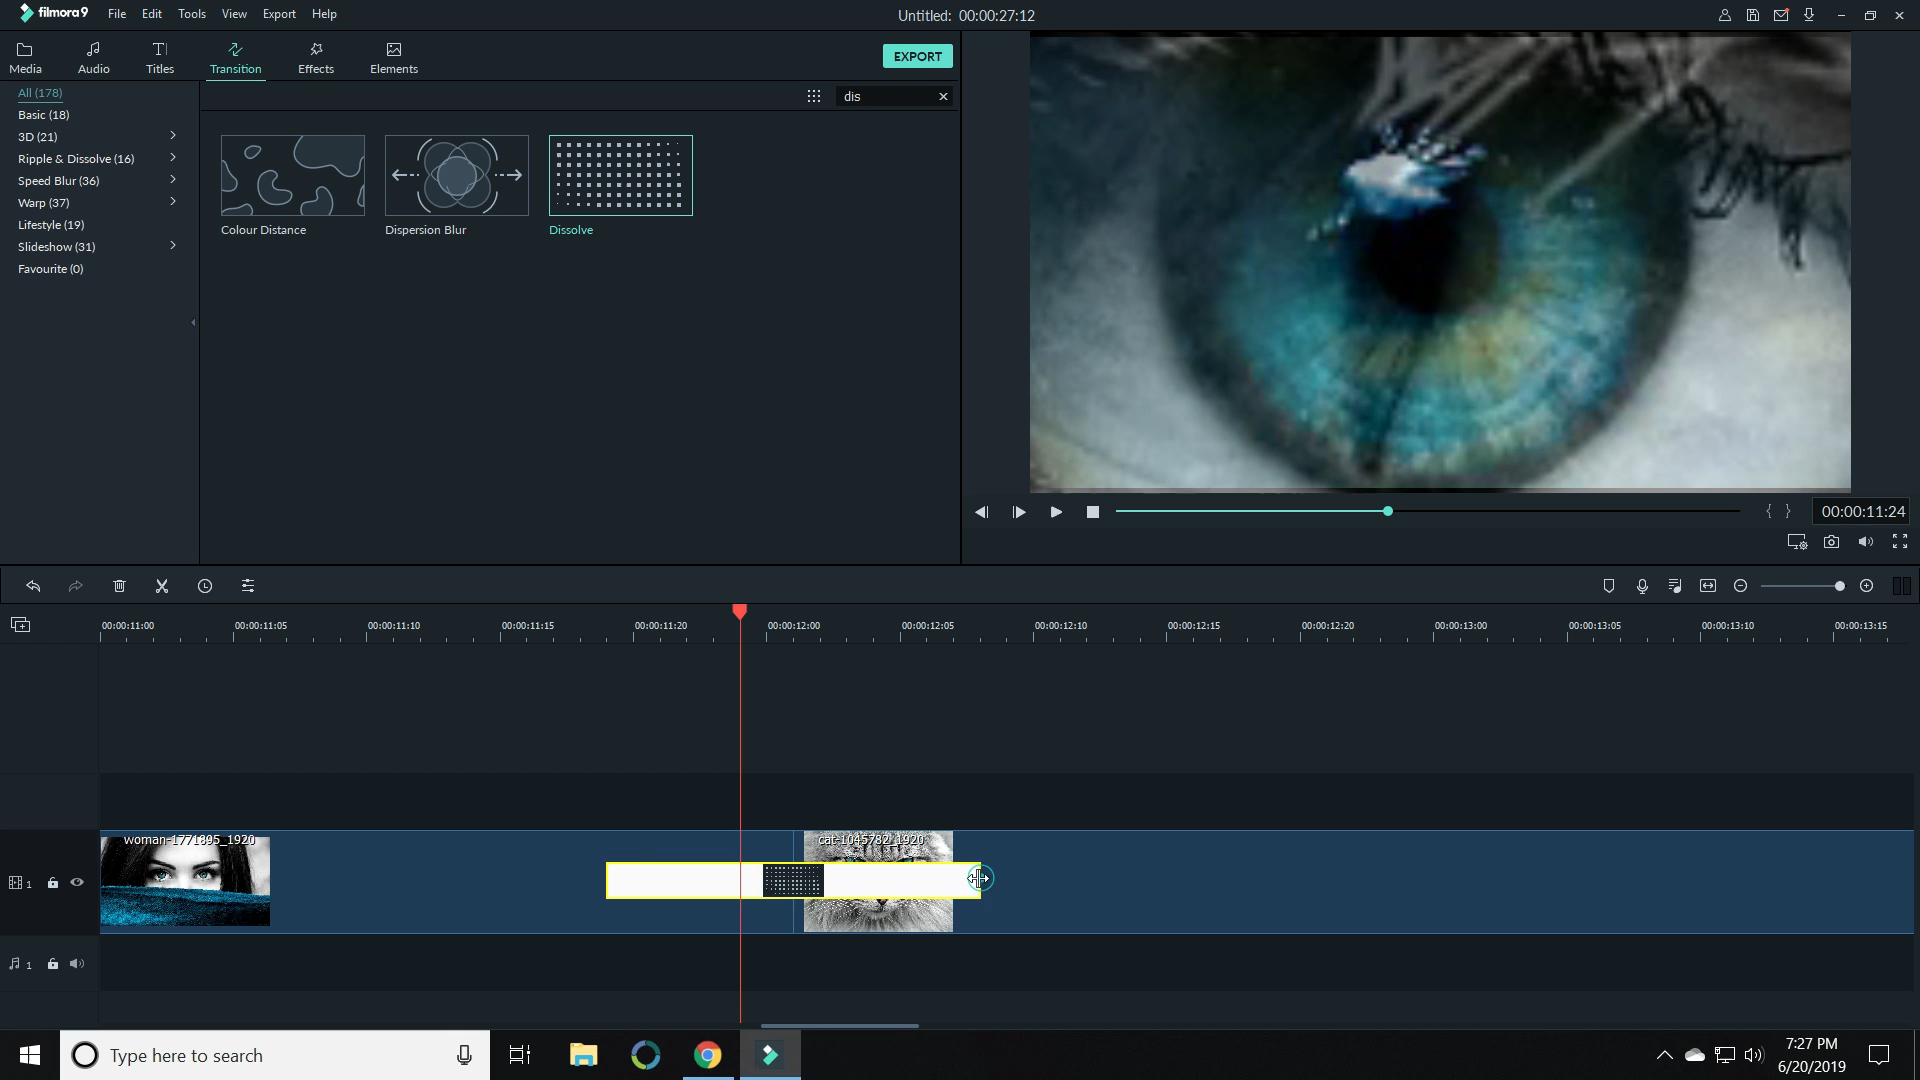 filmora9 File Edit Tools View Export Help
Untitled: 00:00:27:12
Media Audio Titles Transition Effects Elements
EXPORT
All (178)
Basic (18)
3D (21)
Ripple & Dissolve (16)
Speed Blur (36)
Warp (37)
Lifestyle (19)
Slideshow (31)
Favourite (0)
dis
Colour Distance
Dispersion Blur
Dissolve
00:00:11:24
00:00:11:00 00:00:11:05 00:00:11:10 00:00:11:15 00:00:11:20 00:00:12:00 00:00:12:05 00:00:12:10 00:00:12:15 00:00:12:20 00:00:13:00 00:00:13:05 00:00:13:10 00:00:13:15
woman-1771895_1920
cat-1045782_1920
1
1
Type here to search
7:27 PM
6/20/2019